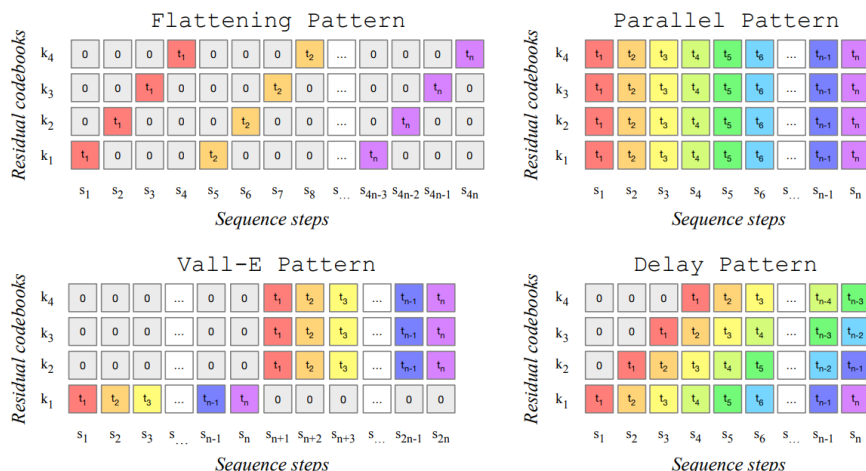 Flattening Pattern
Residual codebooks
k4 0 0 0 t1 0 0 0 t2 ... 0 0 tn
k3 0 0 t1 0 0 0 t2 0 ... 0 tn 0
k2 0 t1 0 0 0 t2 0 0 ... tn 0 0
k1 t1 0 0 0 t2 0 0 0 ... tn 0 0 0
s1 s2 s3 s4 s5 s6 s7 s8 s... s4n-3 s4n-2 s4n-1 s4n
Sequence steps
Parallel Pattern
Residual codebooks
k4 t1 t2 t3 t4 t5 t6 ... tn-1 tn
k3 t1 t2 t3 t4 t5 t6 ... tn-1 tn
k2 t1 t2 t3 t4 t5 t6 ... tn-1 tn
k1 t1 t2 t3 t4 t5 t6 ... tn-1 tn
s1 s2 s3 s4 s5 s6 s... sn-1 sn
Sequence steps
Vall-E Pattern
Residual codebooks
k4 0 0 0 ... 0 0 t1 t2 t3 ... tn-1 tn
k3 0 0 0 ... 0 0 t1 t2 t3 ... tn-1 tn
k2 0 0 0 ... 0 0 t1 t2 t3 ... tn-1 tn
k1 t1 t2 t3 ... tn-1 tn 0 0 0 ... 0 0
s1 s2 s3 s... sn-1 sn sn+1 sn+2 sn+3 s... s2n-1 s2n
Sequence steps
Delay Pattern
Residual codebooks
k4 0 0 0 t1 t2 t3 ... tn-4 tn-3
k3 0 0 t1 t2 t3 t4 ... tn-3 tn-2
k2 0 t1 t2 t3 t4 t5 ... tn-2 tn-1
k1 t1 t2 t3 t4 t5 t6 ... tn-1 tn
s1 s2 s3 s4 s5 s6 s... sn-1 sn
Sequence steps